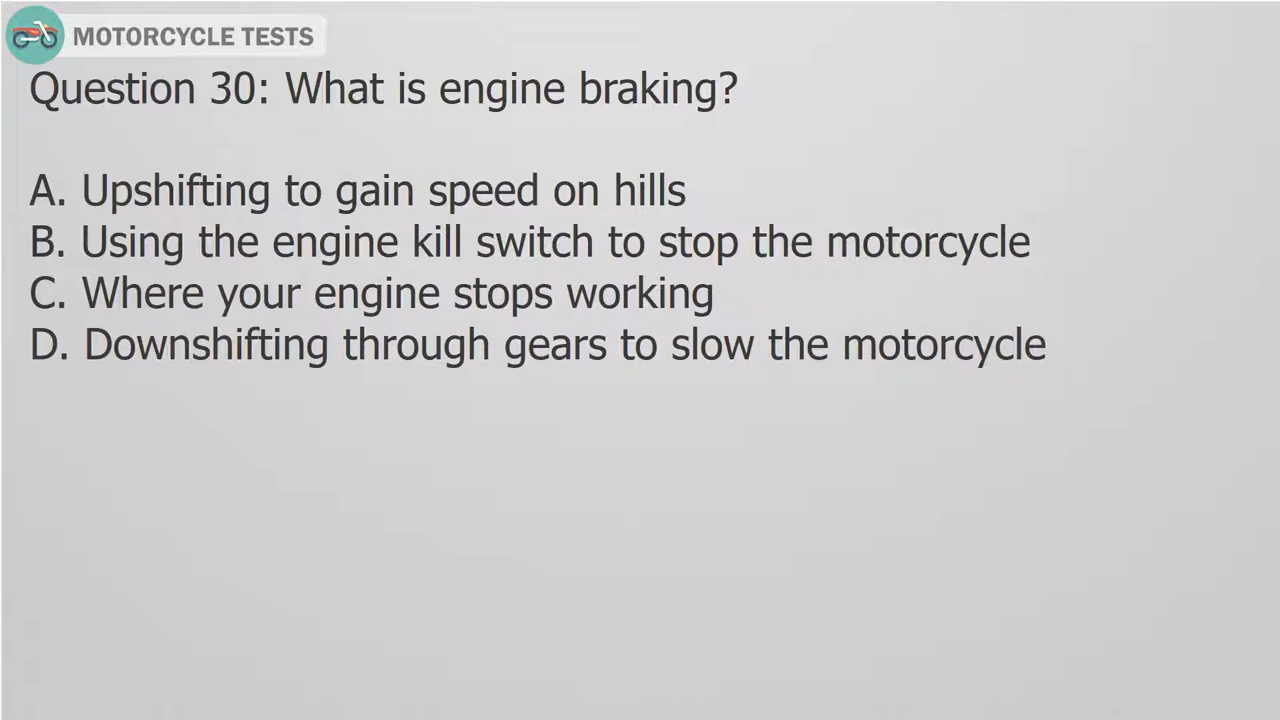 MOTORCYCLE TESTS
Question 30: What is engine braking?
A. Upshifting to gain speed on hills
B. Using the engine kill switch to stop the motorcycle
C. Where your engine stops working
D. Downshifting through gears to slow the motorcycle